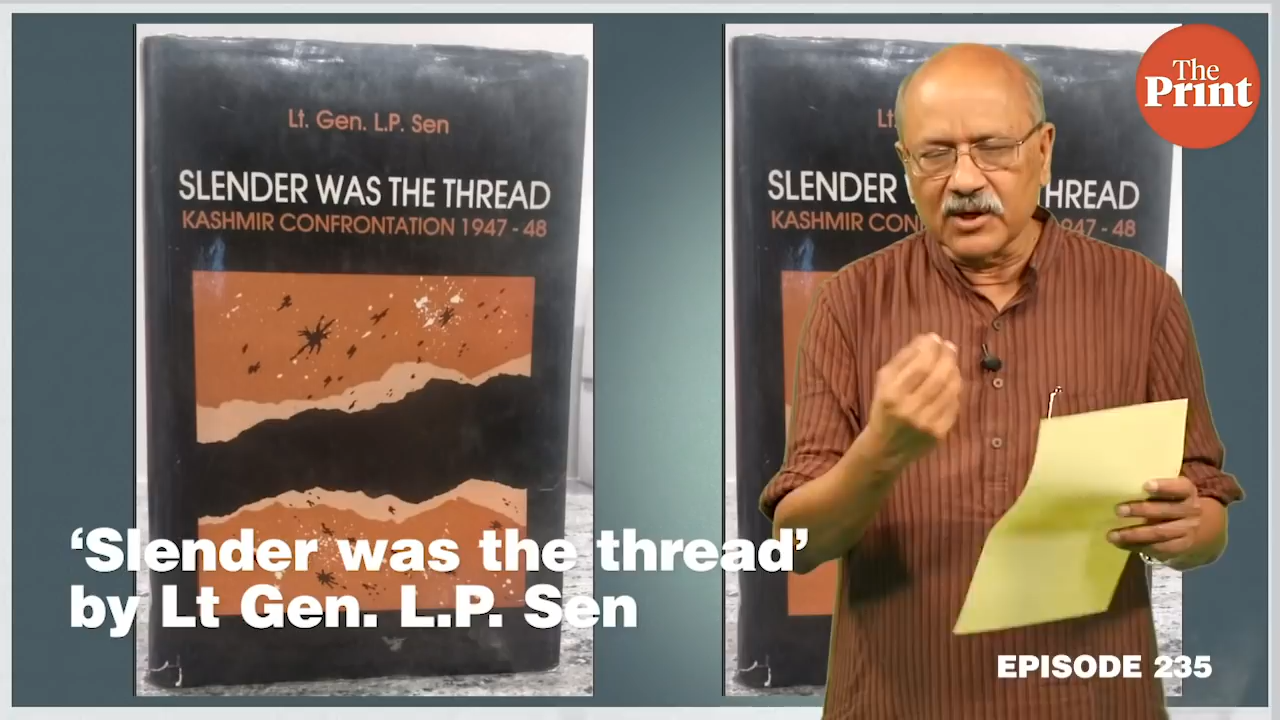 Lt. Gen. L.P. Sen
SLENDER WAS THE THREAD
KASHMIR CONFRONTATION 1947 - 48
Lt.
SLENDER
THREAD
KASHMIR CON
947 - 48
The
Print
‘Slender was the thread’
by Lt Gen. L.P. Sen
EPISODE 235